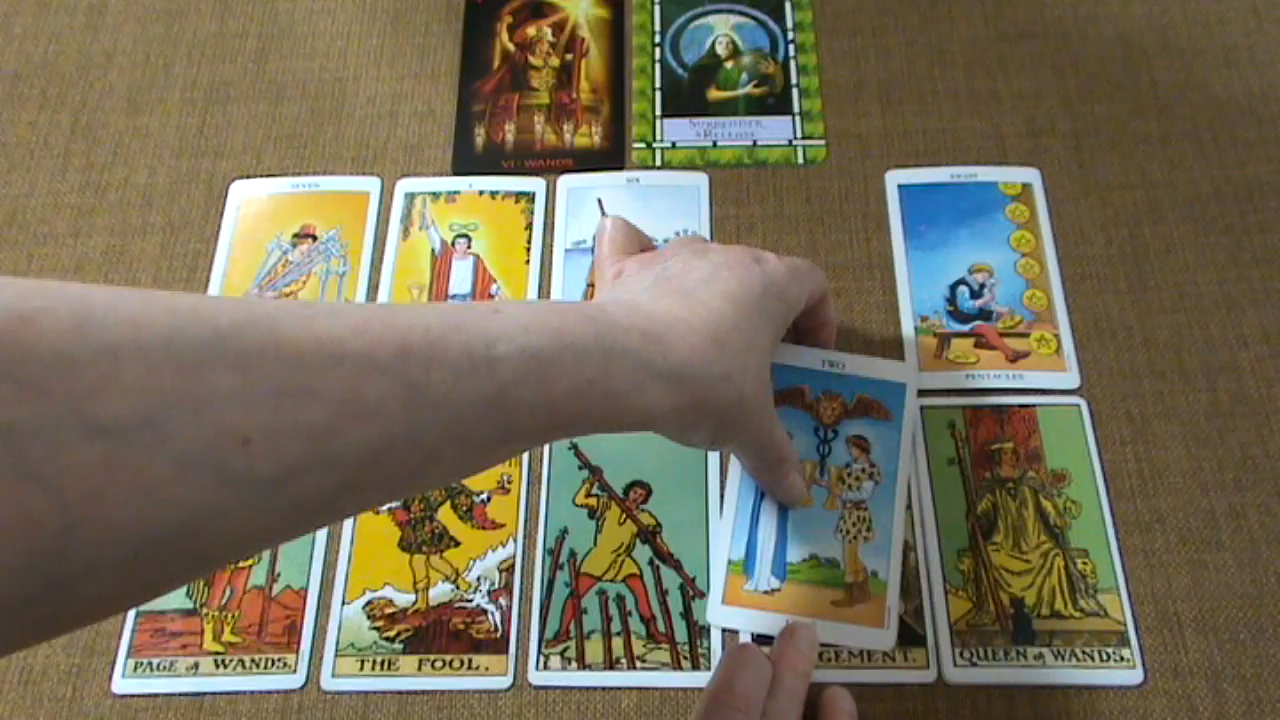 VI · WANDS
SURRENDER
& RELEASE
SEVEN
I
SIX
EIGHT
PENTACLES
TWO
PAGE of WANDS.
THE FOOL.
GEMENT.
QUEEN of WANDS.